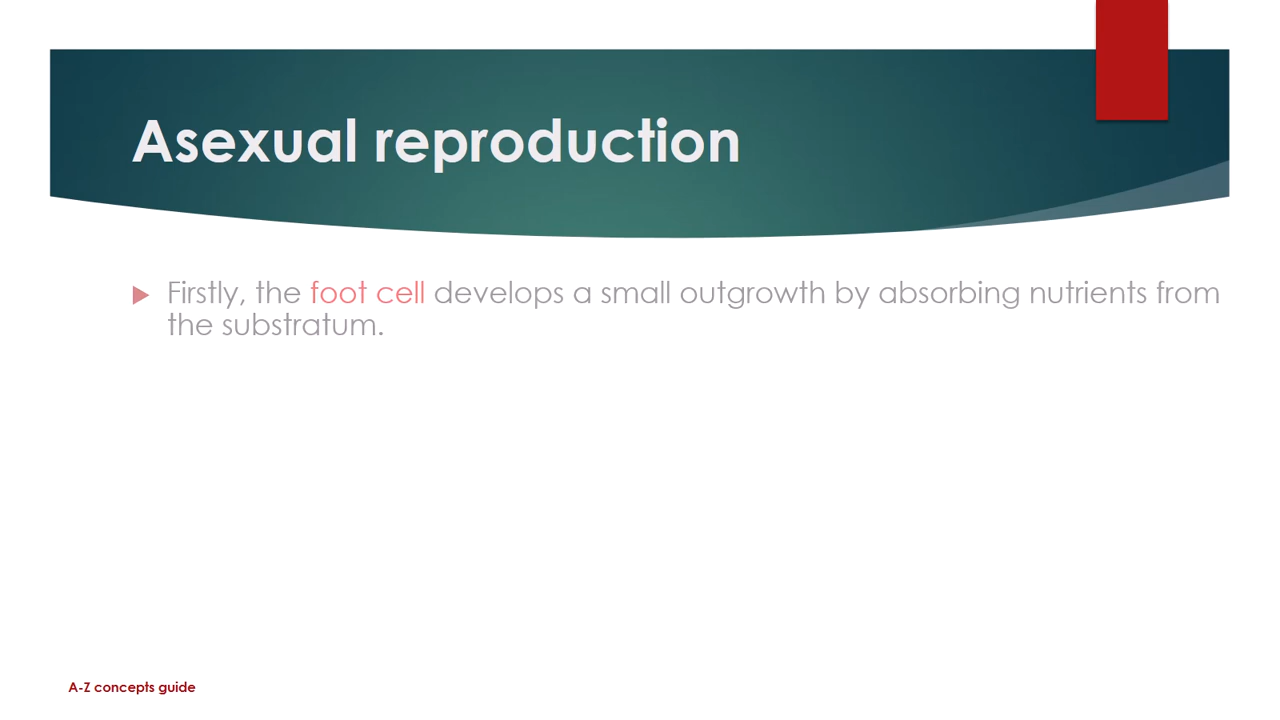 Asexual reproduction
Firstly, the foot cell develops a small outgrowth by absorbing nutrients from
the substratum.
A-Z concepts guide